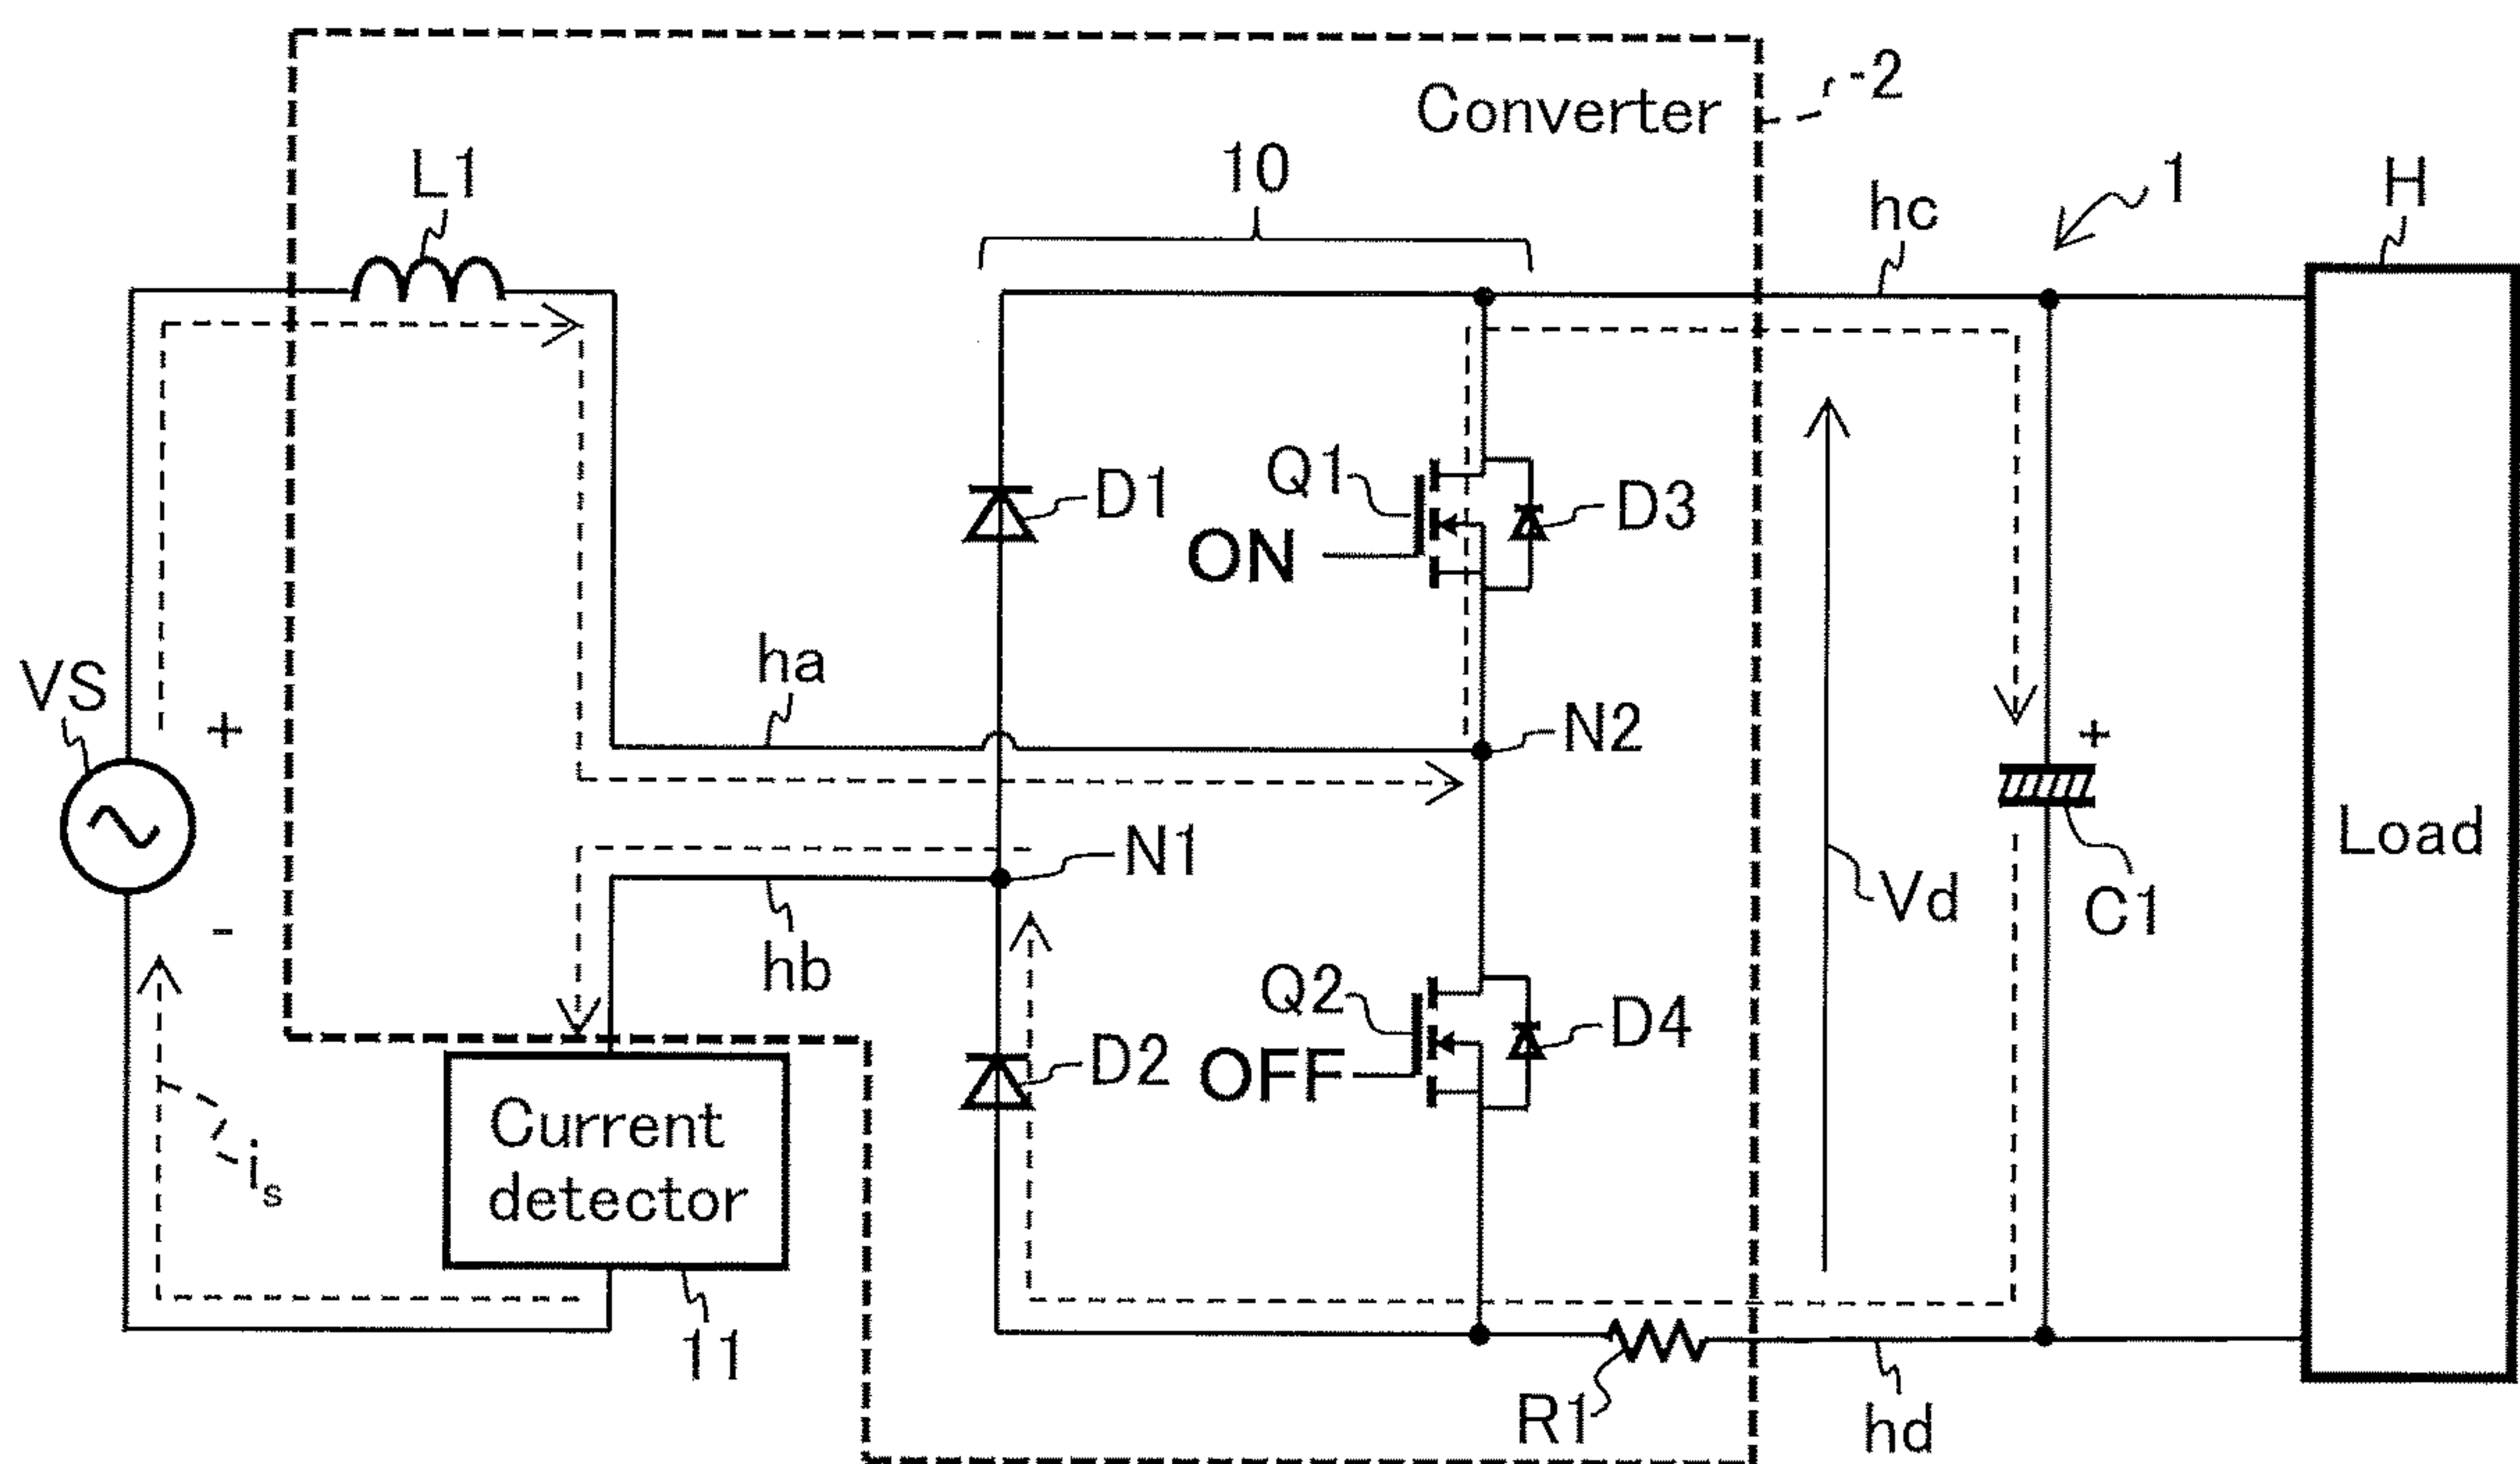 Converter
2
L1
10
hc
1
H
D1
Q1
ON
D3
VS
+
ha
N2
+
N1
Vd
C1
Load
-
hb
Q2
OFF
D4
D2
Current
detector
is
11
R1
hd